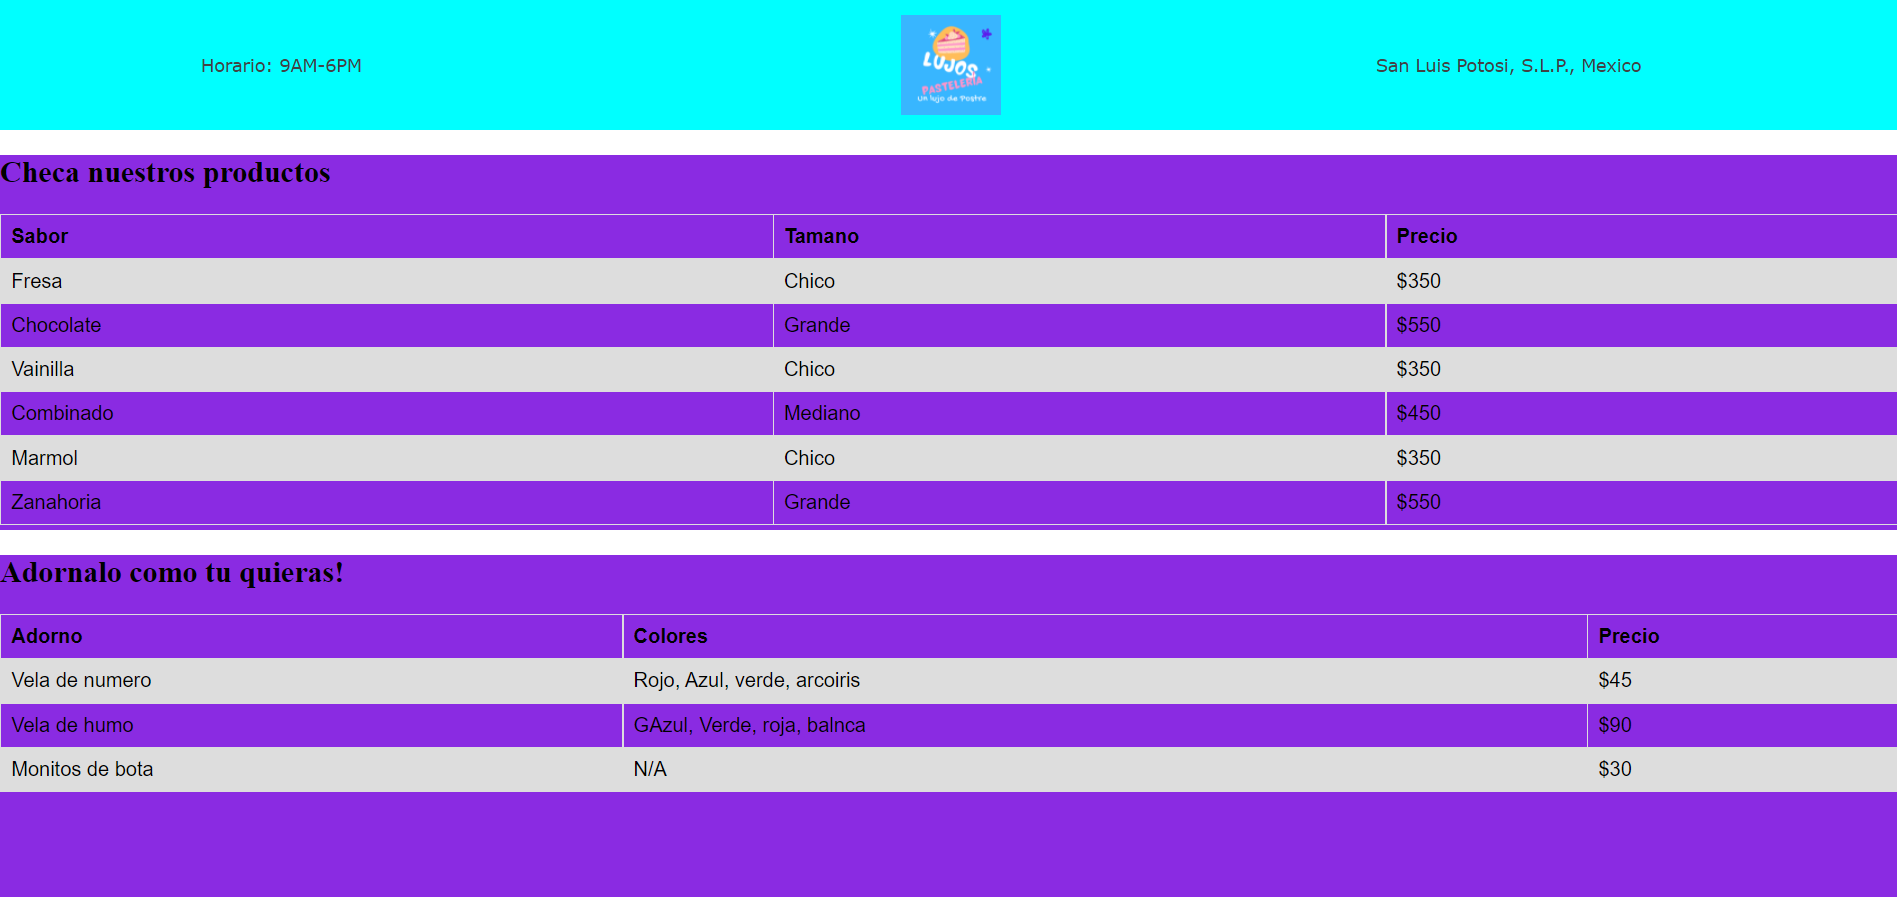 Horario: 9AM-6PM
LUJOS
PASTELERIA
Un lujo de Postre
San Luis Potosi, S.L.P., Mexico
Checa nuestros productos
Sabor Tamano Precio
Fresa Chico $350
Chocolate Grande $550
Vainilla Chico $350
Combinado Mediano $450
Marmol Chico $350
Zanahoria Grande $550
Adornalo como tu quieras!
Adorno Colores Precio
Vela de numero Rojo, Azul, verde, arcoiris $45
Vela de humo GAzul, Verde, roja, balnca $90
Monitos de bota N/A $30